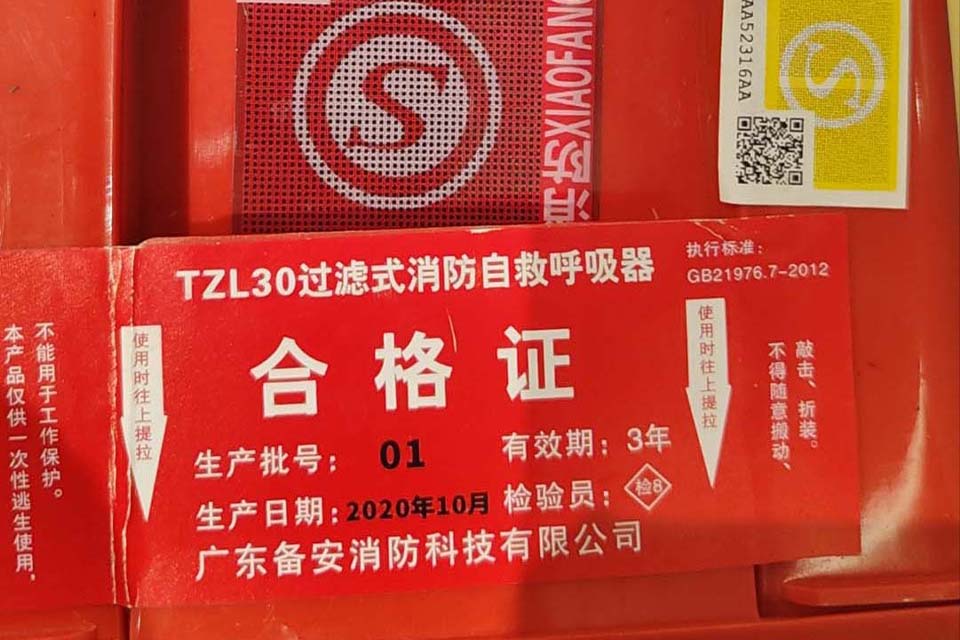 AA52316AA
XIAOFANG
TZL30过滤式消防自救呼吸器
执行标准：
GB21976.7-2012
合格证
生产批号：01
有效期：3年
生产日期：2020年10月
检验员：检8
广东备安消防科技有限公司
使用时往上提拉
使用时往上提拉
本产品仅供一次性逃生使用，
不能用于工作保护。
不得随意搬动、
敲击、折装。